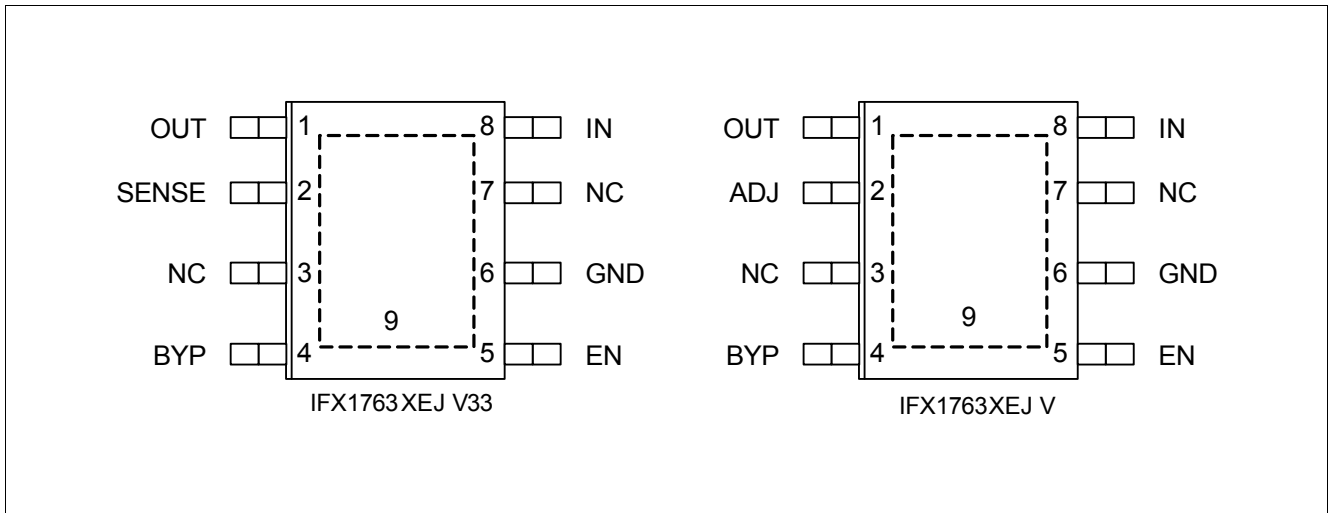 OUT 1 8 IN
SENSE 2 7 NC
NC 3 6 GND
9
BYP 4 5 EN
IFX1763XEJ V33
OUT 1 8 IN
ADJ 2 7 NC
NC 3 6 GND
9
BYP 4 5 EN
IFX1763XEJ V